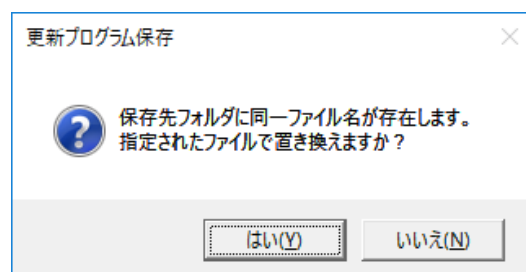 更新プログラム保存
保存先フォルダに同一ファイル名が存在します。
指定されたファイルで置き換えますか？
はい(Y)
いいえ(N)